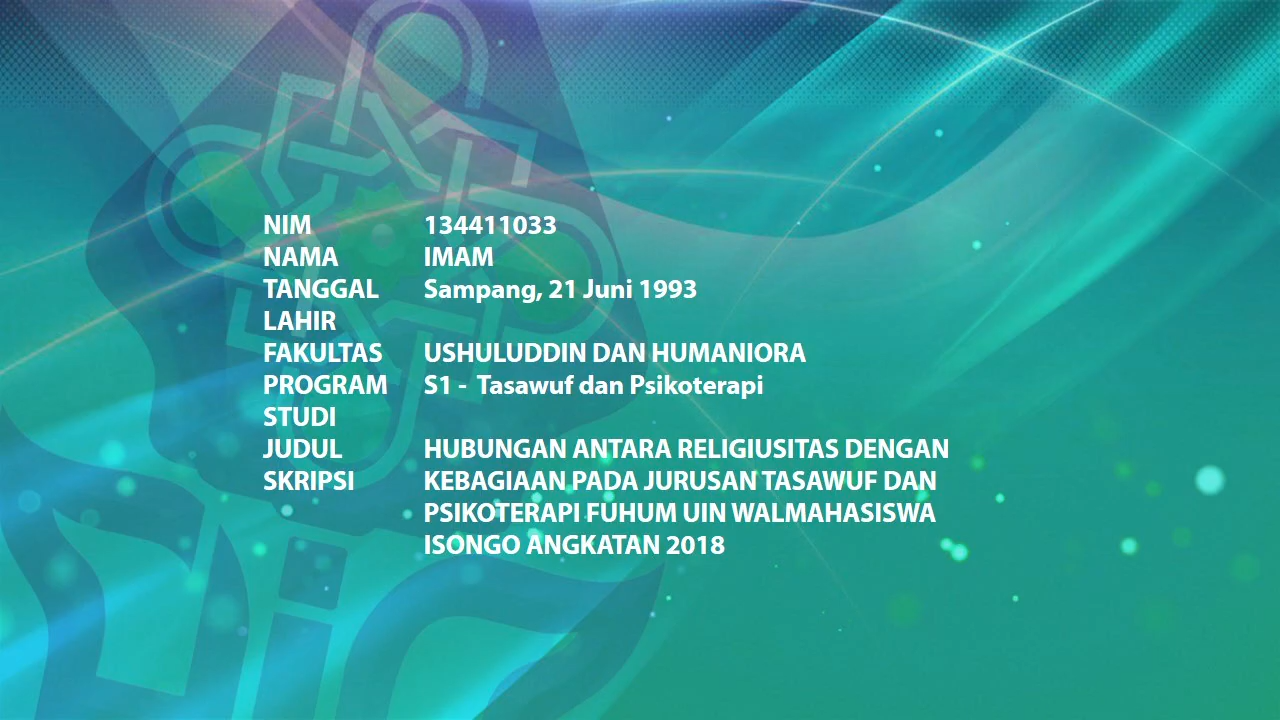 NIM 134411033
NAMA IMAM
TANGGAL Sampang, 21 Juni 1993
LAHIR
FAKULTAS USHULUDDIN DAN HUMANIORA
PROGRAM S1 - Tasawuf dan Psikoterapi
STUDI
JUDUL HUBUNGAN ANTARA RELIGIUSITAS DENGAN
SKRIPSI KEBAGIAAN PADA JURUSAN TASAWUF DAN
PSIKOTERAPI FUHUM UIN WALMAHASISWA
ISONGO ANGKATAN 2018